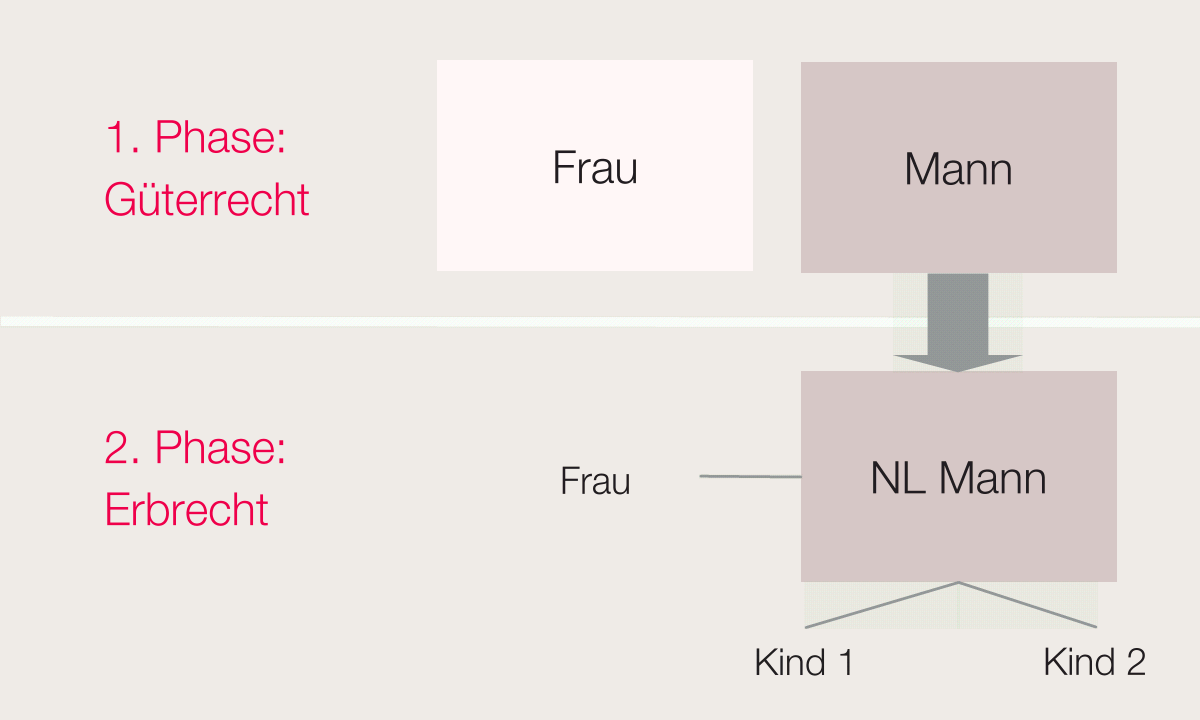 1. Phase:
Güterrecht
Frau
Mann
2. Phase:
Erbrecht
Frau
NL Mann
Kind 1
Kind 2